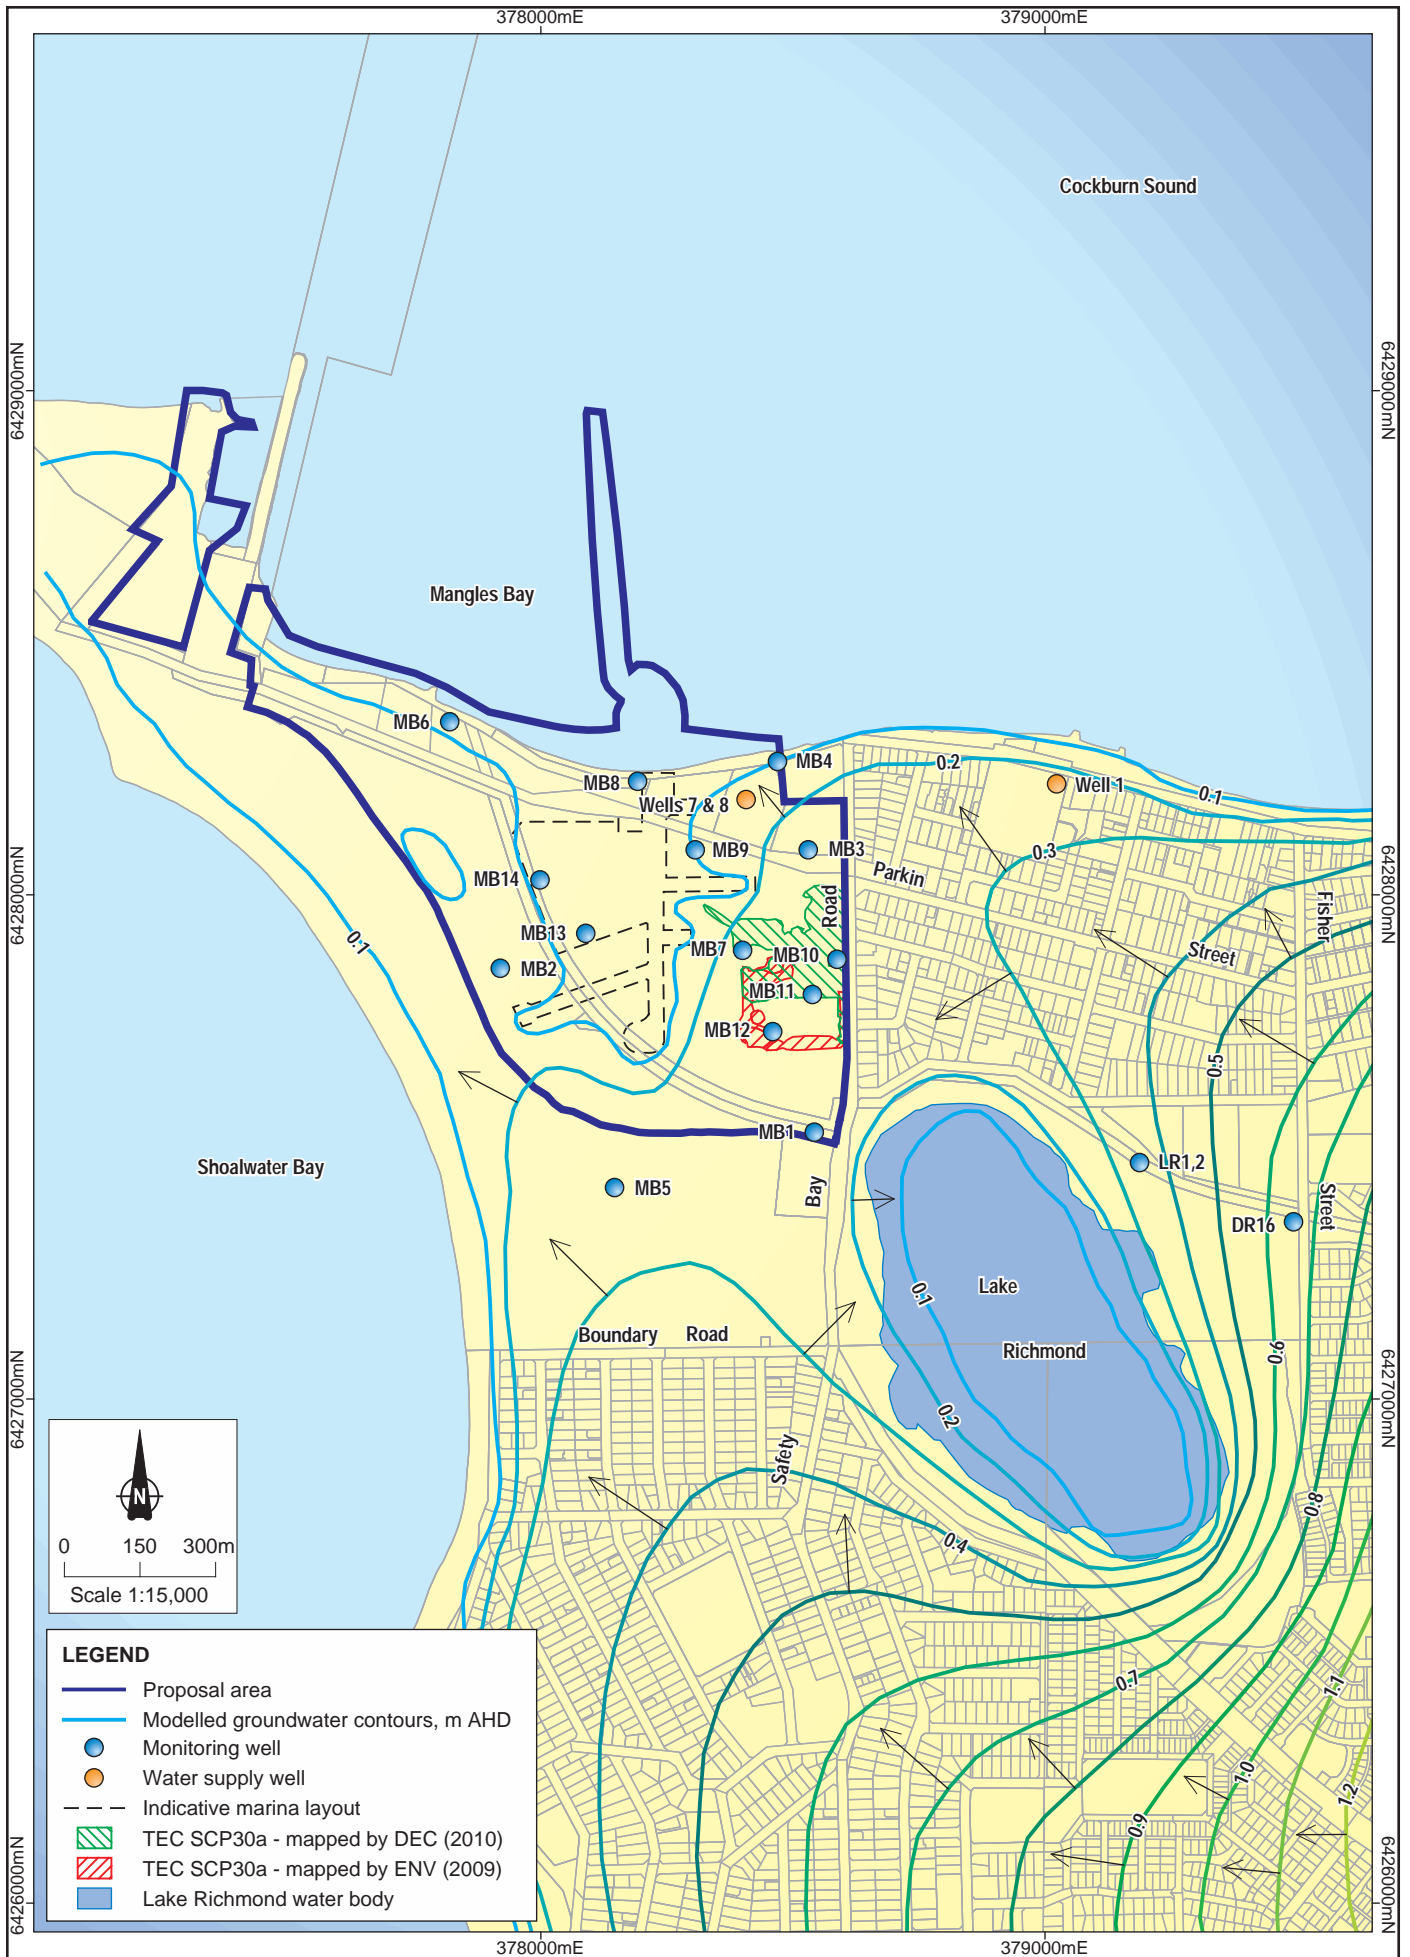 378000mE
379000mE
Cockburn Sound
6429000mN
6429000mN
Mangles Bay
MB6
MB4
0.2
MB8
Wells 7 & 8
Well 1
0.1
MB9
MB3
0.3
Parkin
MB14
Road
Fisher
6428000mN
6428000mN
MB13
0.1
MB7
MB10
Street
MB2
MB11
MB12
0.5
MB1
Shoalwater Bay
LR1,2
MB5
Bay
Street
DR16
Lake
0.1
Boundary Road
Richmond
0.6
6427000mN
6427000mN
0.2
Safety
N
0.8
0 150 300m
0.4
Scale 1:15,000
LEGEND
Proposal area
0.7
1.1
Modelled groundwater contours, m AHD
Monitoring well
Water supply well
1.0
1.2
Indicative marina layout
0.9
TEC SCP30a - mapped by DEC (2010)
TEC SCP30a - mapped by ENV (2009)
Lake Richmond water body
6426000mN
6426000mN
378000mE
379000mE